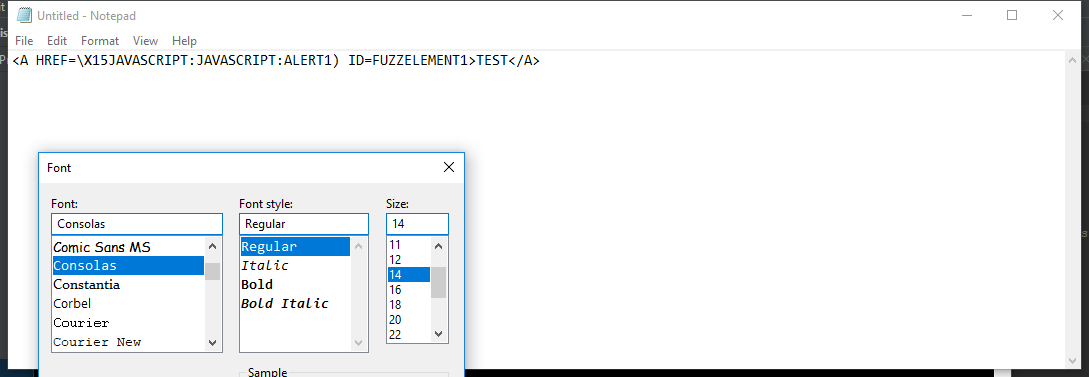 Untitled - Notepad
File Edit Format View Help
<A HREF=\X15JAVASCRIPT:JAVASCRIPT:ALERT1) ID=FUZZELEMENT1>TEST</A>
Font
Font: Font style: Size:
Consolas Regular 14
Comic Sans MS Regular 11
Consolas Italic 12
Constantia Bold 14
Corbel Bold Italic 16
Courier 18
Courier New 20
22
Sample